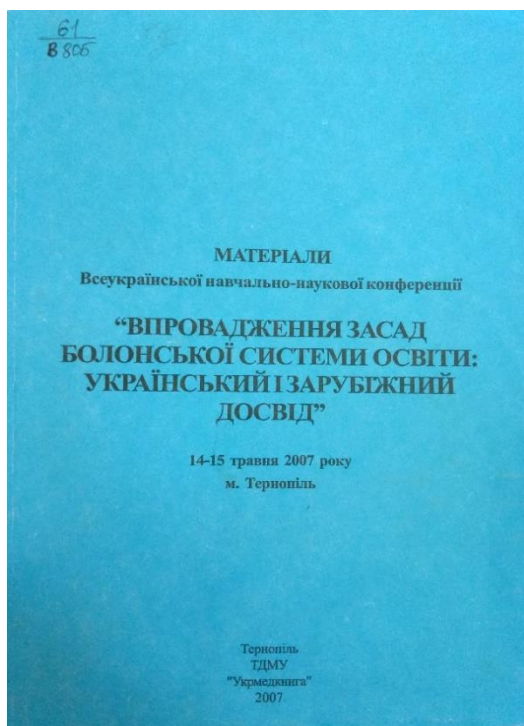 61
В 805
МАТЕРІАЛИ
Всеукраїнської навчально-наукової конференції
“ВПРОВАДЖЕННЯ ЗАСАД
БОЛОНСЬКОЇ СИСТЕМИ ОСВІТИ:
УКРАЇНСЬКИЙ І ЗАРУБІЖНИЙ
ДОСВІД”
14-15 травня 2007 року
м. Тернопіль
Тернопіль
ТДМУ
"Укрмедкнига"
2007